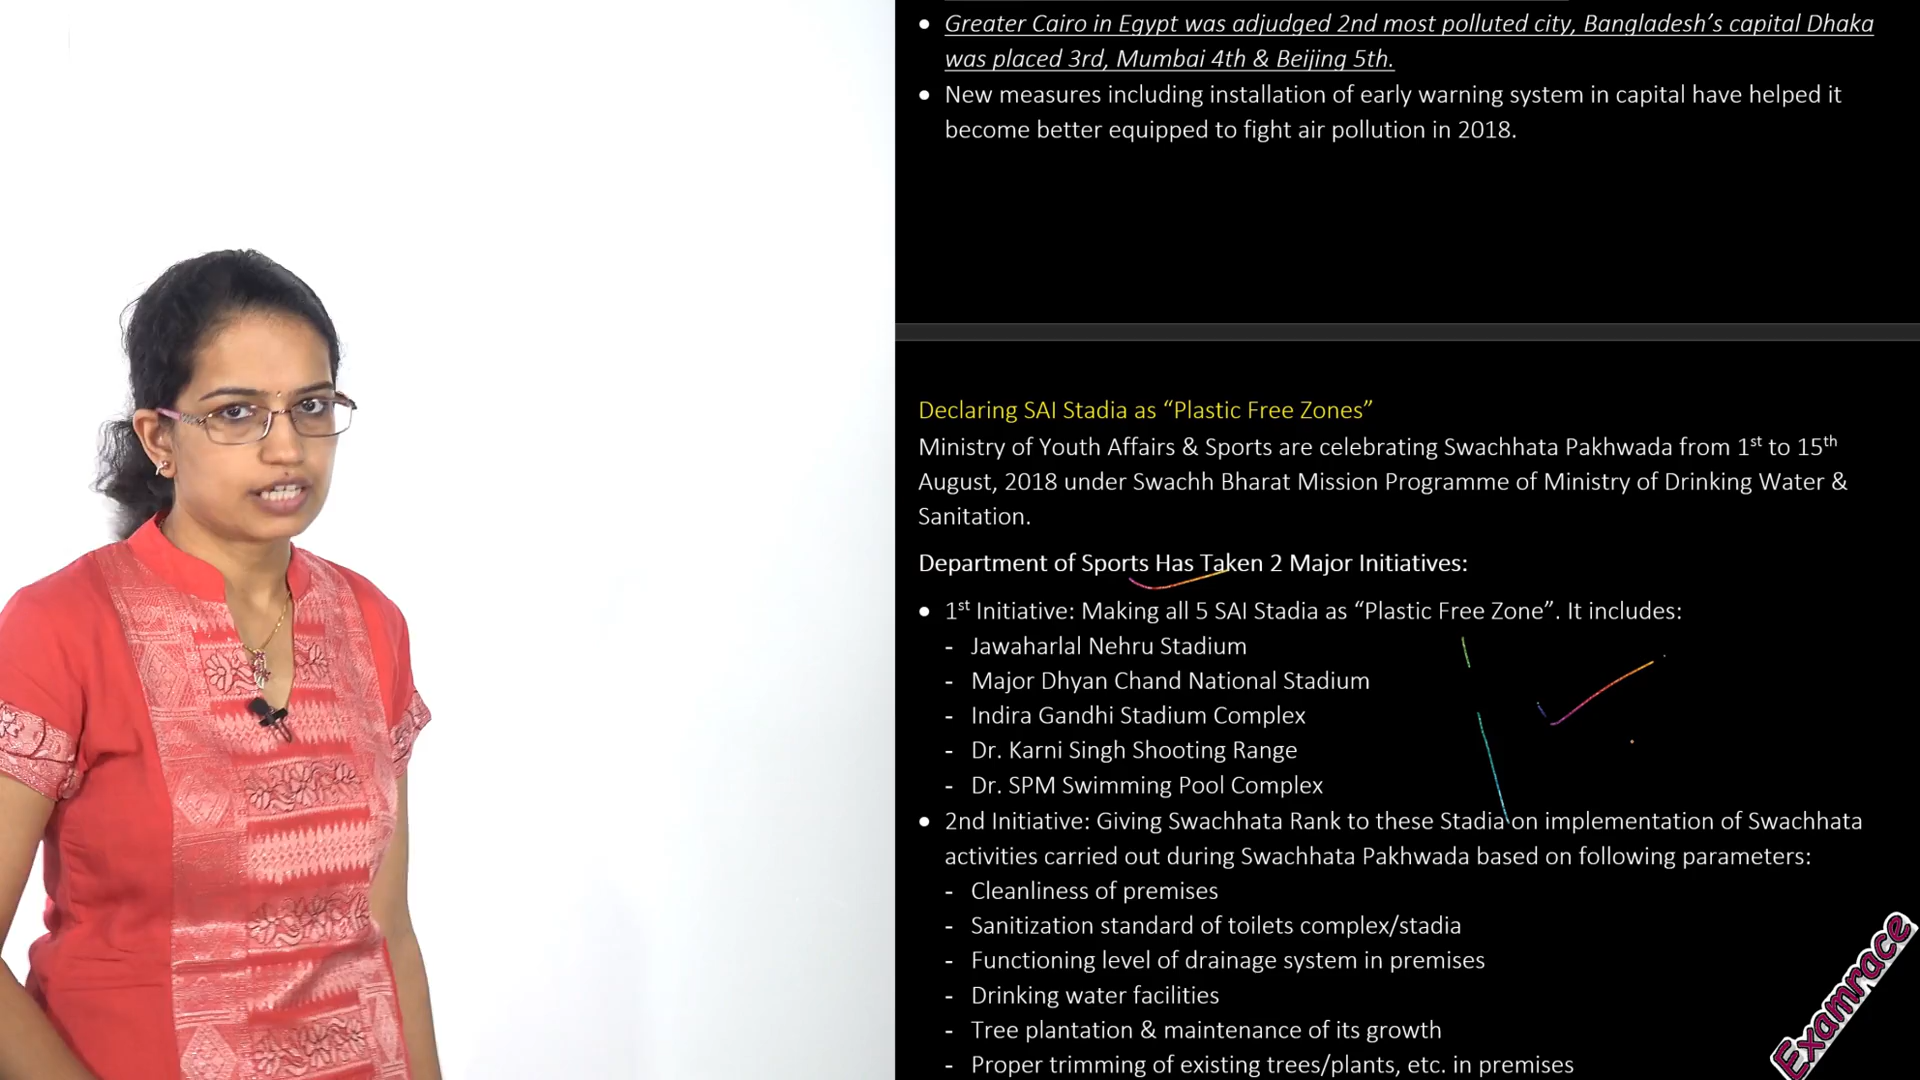 • Greater Cairo in Egypt was adjudged 2nd most polluted city, Bangladesh’s capital Dhaka
was placed 3rd, Mumbai 4th & Beijing 5th.
• New measures including installation of early warning system in capital have helped it
become better equipped to fight air pollution in 2018.
Declaring SAI Stadia as “Plastic Free Zones”
Ministry of Youth Affairs & Sports are celebrating Swachhata Pakhwada from 1st to 15th
August, 2018 under Swachh Bharat Mission Programme of Ministry of Drinking Water &
Sanitation.
Department of Sports Has Taken 2 Major Initiatives:
• 1st Initiative: Making all 5 SAI Stadia as “Plastic Free Zone”. It includes:
- Jawaharlal Nehru Stadium
- Major Dhyan Chand National Stadium
- Indira Gandhi Stadium Complex
- Dr. Karni Singh Shooting Range
- Dr. SPM Swimming Pool Complex
• 2nd Initiative: Giving Swachhata Rank to these Stadia on implementation of Swachhata
activities carried out during Swachhata Pakhwada based on following parameters:
- Cleanliness of premises
- Sanitization standard of toilets complex/stadia
- Functioning level of drainage system in premises
- Drinking water facilities
- Tree plantation & maintenance of its growth
- Proper trimming of existing trees/plants, etc. in premises
Examrace